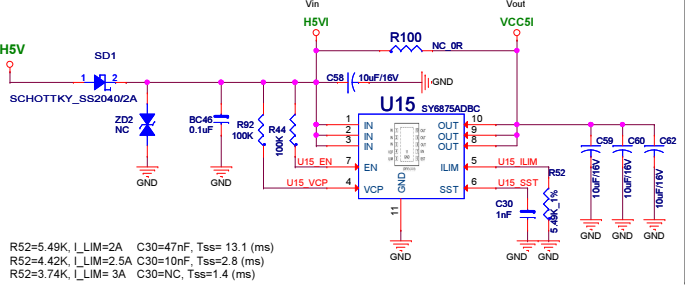 Vin
Vout
H5VI
VCC5I
H5V
R100
NC_0R
SD1
1
2
SCHOTTKY_SS2040/2A
C58
10uF/16V
GND
ZD2
NC
BC46
0.1uF
R92
100K
R44
100K
U15
SY6875ADBC
1
IN
OUT
10
2
IN
OUT
9
3
IN
OUT
8
U15_EN
7
EN
ILIM
5
U15_ILIM
U15_VCP
4
VCP
SST
6
U15_SST
GND
11
R52
5.49K_1%
C30
1nF
C59
10uF/16V
C60
10uF/16V
C62
10uF/16V
GND
GND
GND
GND
GND
GND
GND
GND
R52=5.49K, I_LIM=2A C30=47nF, Tss= 13.1 (ms)
R52=4.42K, I_LIM=2.5A C30=10nF, Tss=2.8 (ms)
R52=3.74K, I_LIM= 3A C30=NC, Tss=1.4 (ms)